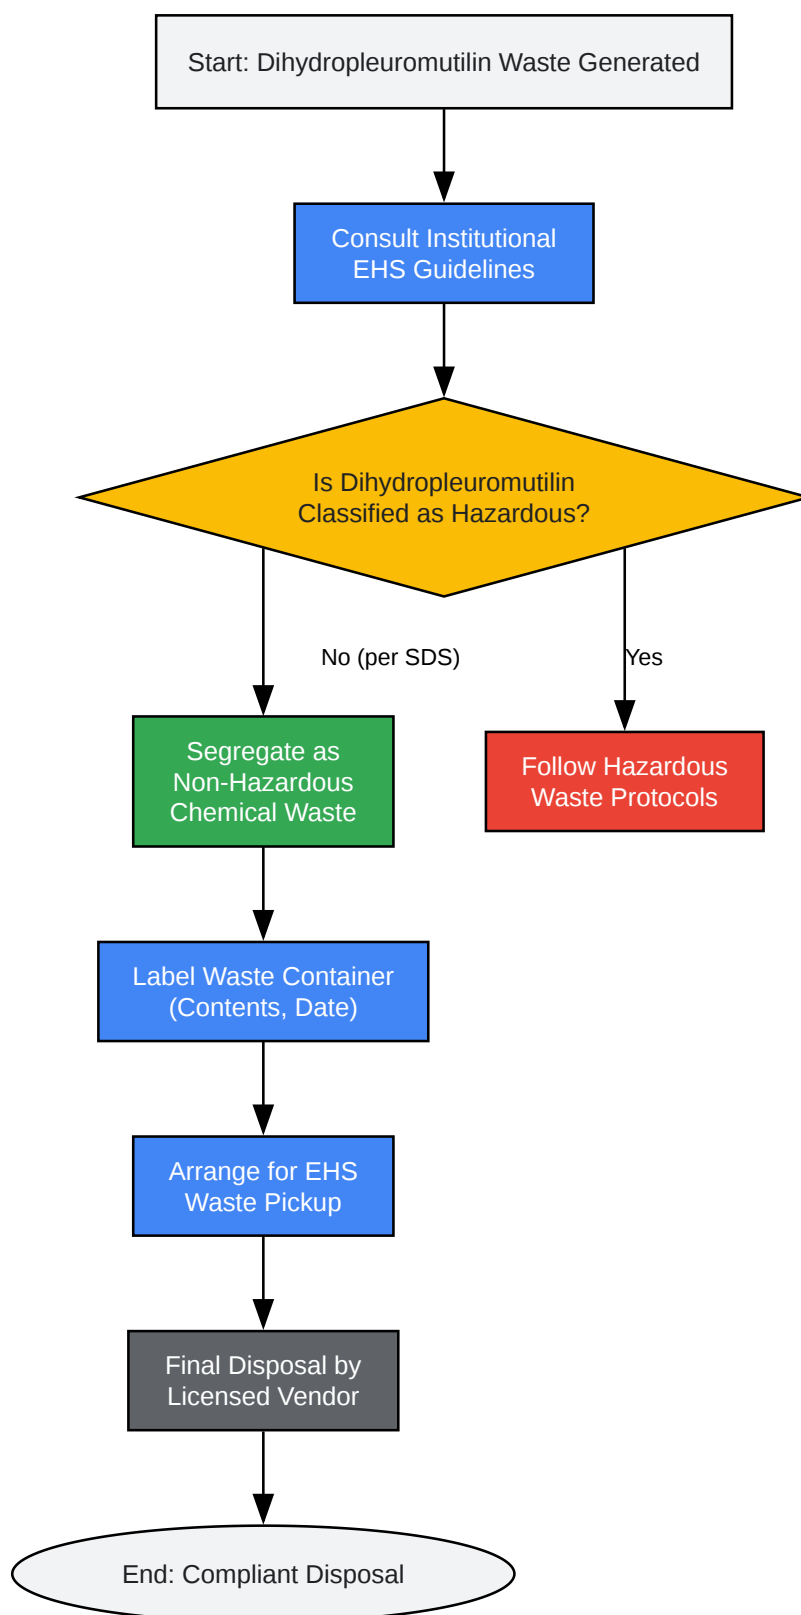 Start: Dihydropleuromutilin Waste Generated
Consult Institutional
EHS Guidelines
Is Dihydropleuromutilin
Classified as Hazardous?
No (per SDS)
Yes
Segregate as
Non-Hazardous
Chemical Waste
Follow Hazardous
Waste Protocols
Label Waste Container
(Contents, Date)
Arrange for EHS
Waste Pickup
Final Disposal by
Licensed Vendor
End: Compliant Disposal